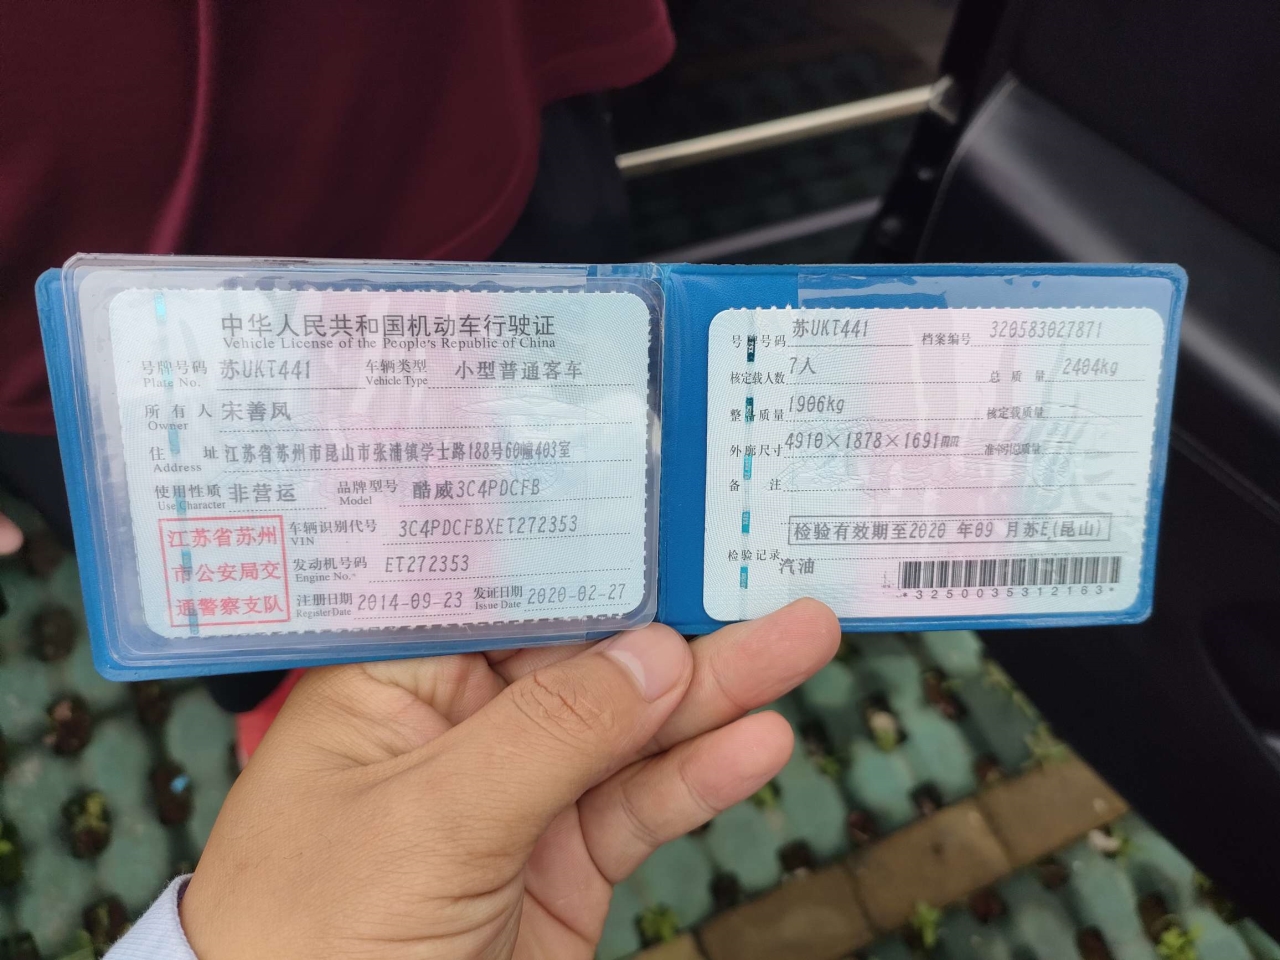 中华人民共和国机动车行驶证
Vehicle License of the People's Republic of China
号牌号码 苏UKT441 车辆类型 小型普通客车
Plate No. Vehicle Type
所有人 宋善凤
Owner
住址 江苏省苏州市昆山市张浦镇学士路188号60幢403室
Address
使用性质 非营运 品牌型号 酷威3C4PDCFB
Use Character Model
江苏省苏州
市公安局交
通警察支队
车辆识别代号 3C4PDCFBXET272353
VIN
发动机号码 ET272353
Engine No.
注册日期 2014-09-23 发证日期 2020-02-27
Register Date Issue Date
号牌号码 苏UKT441 档案编号 320583027871
核定载人数 7人 总质量 2404kg
整备质量 1906kg 核定载质量
外廓尺寸 4910×1878×1691mm 准牵引总质量
备注
检验有效期至2020年09月苏E(昆山)
检验记录
汽油
*3250035312163*